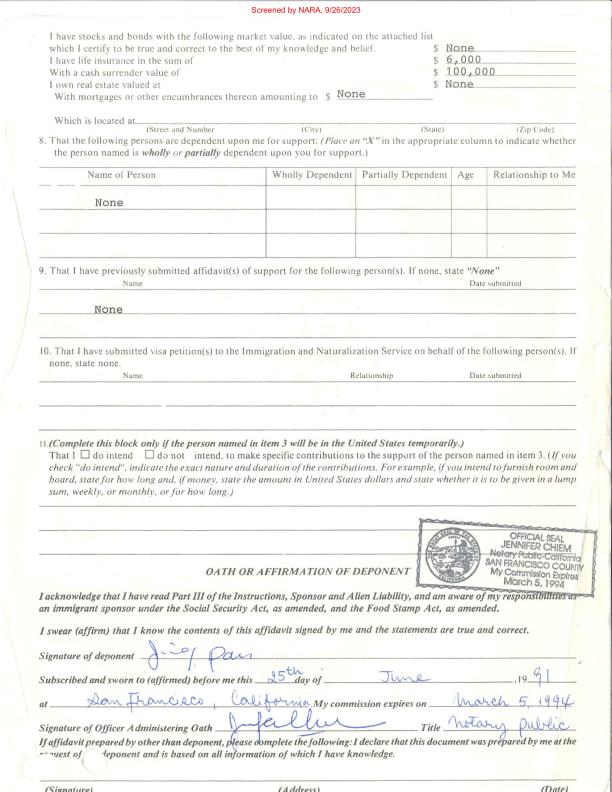 Screened by NARA, 9/26/2023
I have stocks and bonds with the following market value, as indicated on the attached list
which I certify to be true and correct to the best of my knowledge and belief. $ None
I have life insurance in the sum of $ 6,000
With a cash surrender value of $ 100,000
I own real estate valued at $ None
With mortgages or other encumbrances thereon amounting to $ None
Which is located at
(Street and Number) (City) (State) (Zip Code)
8. That the following persons are dependent upon me for support: (Place an "X" in the appropriate column to indicate whether
the person named is wholly or partially dependent upon you for support.)
Name of Person Wholly Dependent Partially Dependent Age Relationship to Me
None
9. That I have previously submitted affidavit(s) of support for the following person(s). If none, state "None"
Name Date submitted
None
10. That I have submitted visa petition(s) to the Immigration and Naturalization Service on behalf of the following person(s). If
none, state none.
Name Relationship Date submitted
11.(Complete this block only if the person named in item 3 will be in the United States temporarily.)
That I do intend do not intend, to make specific contributions to the support of the person named in item 3. (If you
check "do intend", indicate the exact nature and duration of the contributions. For example, if you intend to furnish room and
board, state for how long and, if money, state the amount in United States dollars and state whether it is to be given in a lump
sum, weekly, or monthly, or for how long.)
OFFICIAL SEAL
JENNIFER CHIEM
Notary Public-California
SAN FRANCISCO COUNTY
My Commission Expires
March 5, 1994
OATH OR AFFIRMATION OF DEPONENT
I acknowledge that I have read Part III of the Instructions, Sponsor and Alien Liability, and am aware of my responsibilities as
an immigrant sponsor under the Social Security Act, as amended, and the Food Stamp Act, as amended.
I swear (affirm) that I know the contents of this affidavit signed by me and the statements are true and correct.
Signature of deponent
Subscribed and sworn to (affirmed) before me this 25th day of June ,19 91
at San Francisco, California My commission expires on March 5, 1994
Signature of Officer Administering Oath Title Notary public
If affidavit prepared by other than deponent, please complete the following: I declare that this document was prepared by me at the
request of deponent and is based on all information of which I have knowledge.
(Signature) (Address) (Date)